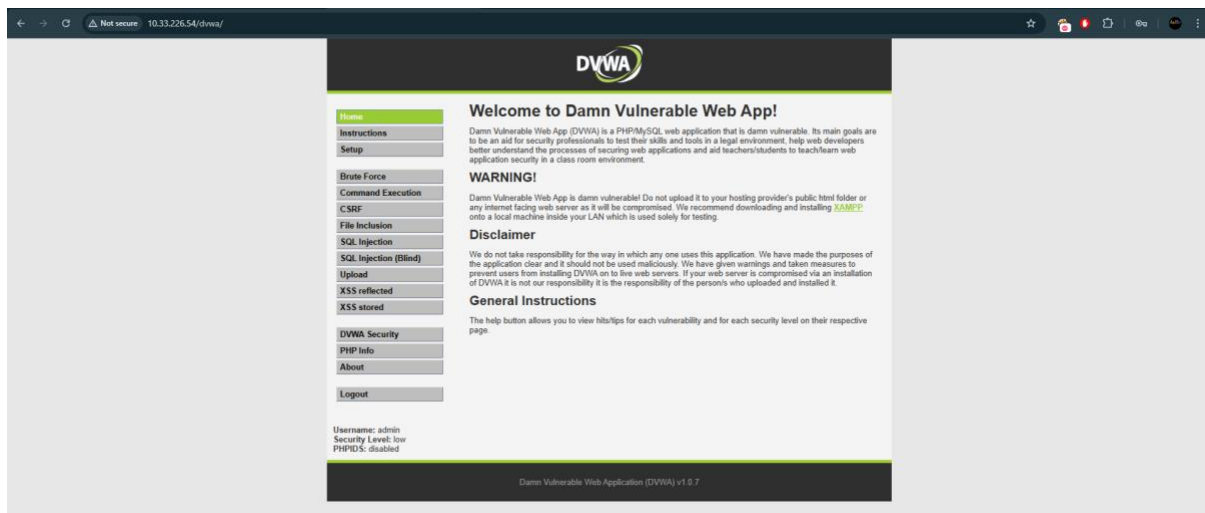 Not secure 10.33.226.54/dvwa/
DVWA
Home
Instructions
Setup
Brute Force
Command Execution
CSRF
File Inclusion
SQL Injection
SQL Injection (Blind)
Upload
XSS reflected
XSS stored
DVWA Security
PHP Info
About
Logout
Username: admin
Security Level: low
PHPIDS: disabled
Welcome to Damn Vulnerable Web App!
Damn Vulnerable Web App (DVWA) is a PHP/MySQL web application that is damn vulnerable. Its main goals are
to be an aid for security professionals to test their skills and tools in a legal environment, help web developers
better understand the processes of securing web applications and aid teachers/students to teach/learn web
application security in a class room environment.
WARNING!
Damn Vulnerable Web App is damn vulnerable! Do not upload it to your hosting provider's public html folder or
any internet facing web server as it will be compromised. We recommend downloading and installing XAMPP
onto a local machine inside your LAN which is used solely for testing.
Disclaimer
We do not take responsibility for the way in which any one uses this application. We have made the purposes of
the application clear and it should not be used maliciously. We have given warnings and taken measures to
prevent users from installing DVWA on to live web servers. If your web server is compromised via an installation
of DVWA it is not our responsibility it is the responsibility of the person/s who uploaded and installed it.
General Instructions
The help button allows you to view hits/tips for each vulnerability and for each security level on their respective
page.
Damn Vulnerable Web Application (DVWA) v1.0.7